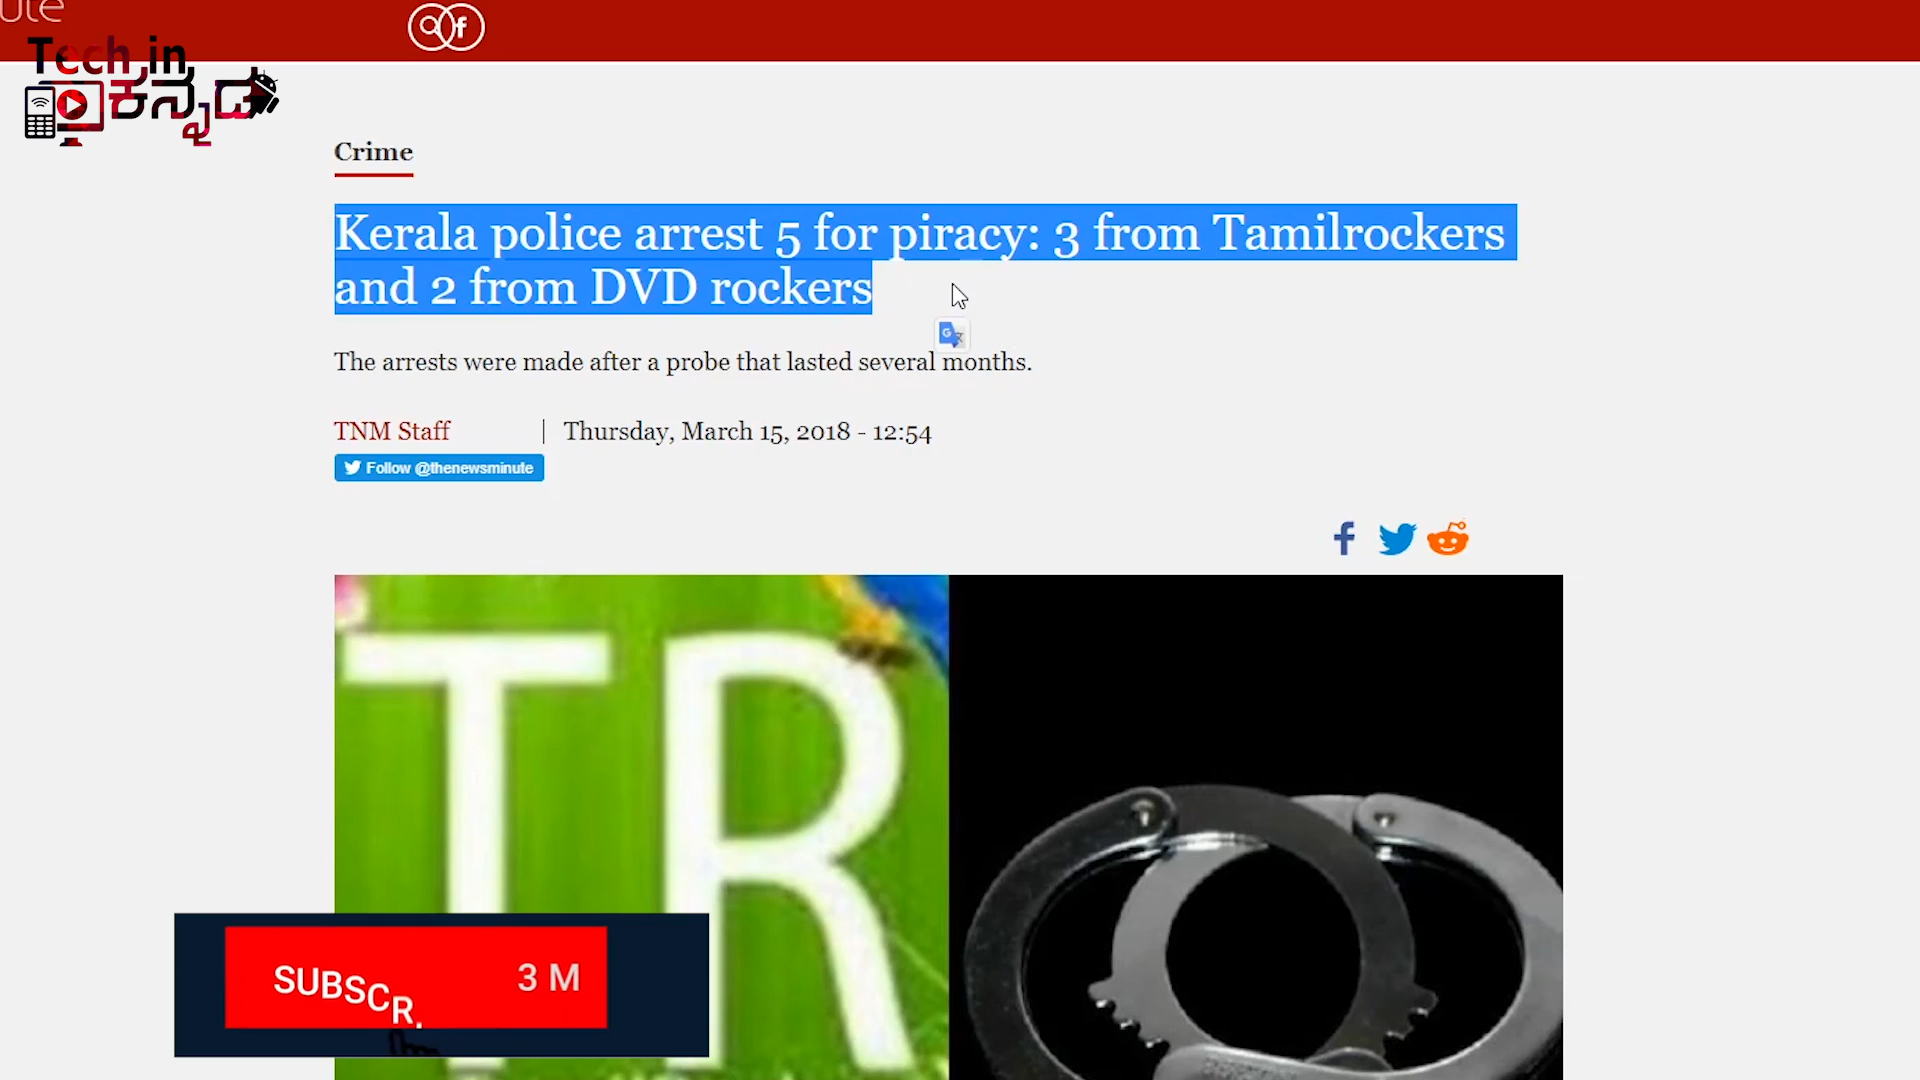 ute
Tech in
ಕನ್ನಡ
Crime
Kerala police arrest 5 for piracy: 3 from Tamilrockers
and 2 from DVD rockers
The arrests were made after a probe that lasted several months.
TNM Staff | Thursday, March 15, 2018 - 12:54
Follow @thenewsminute
TR
SUBSCR. 3 M